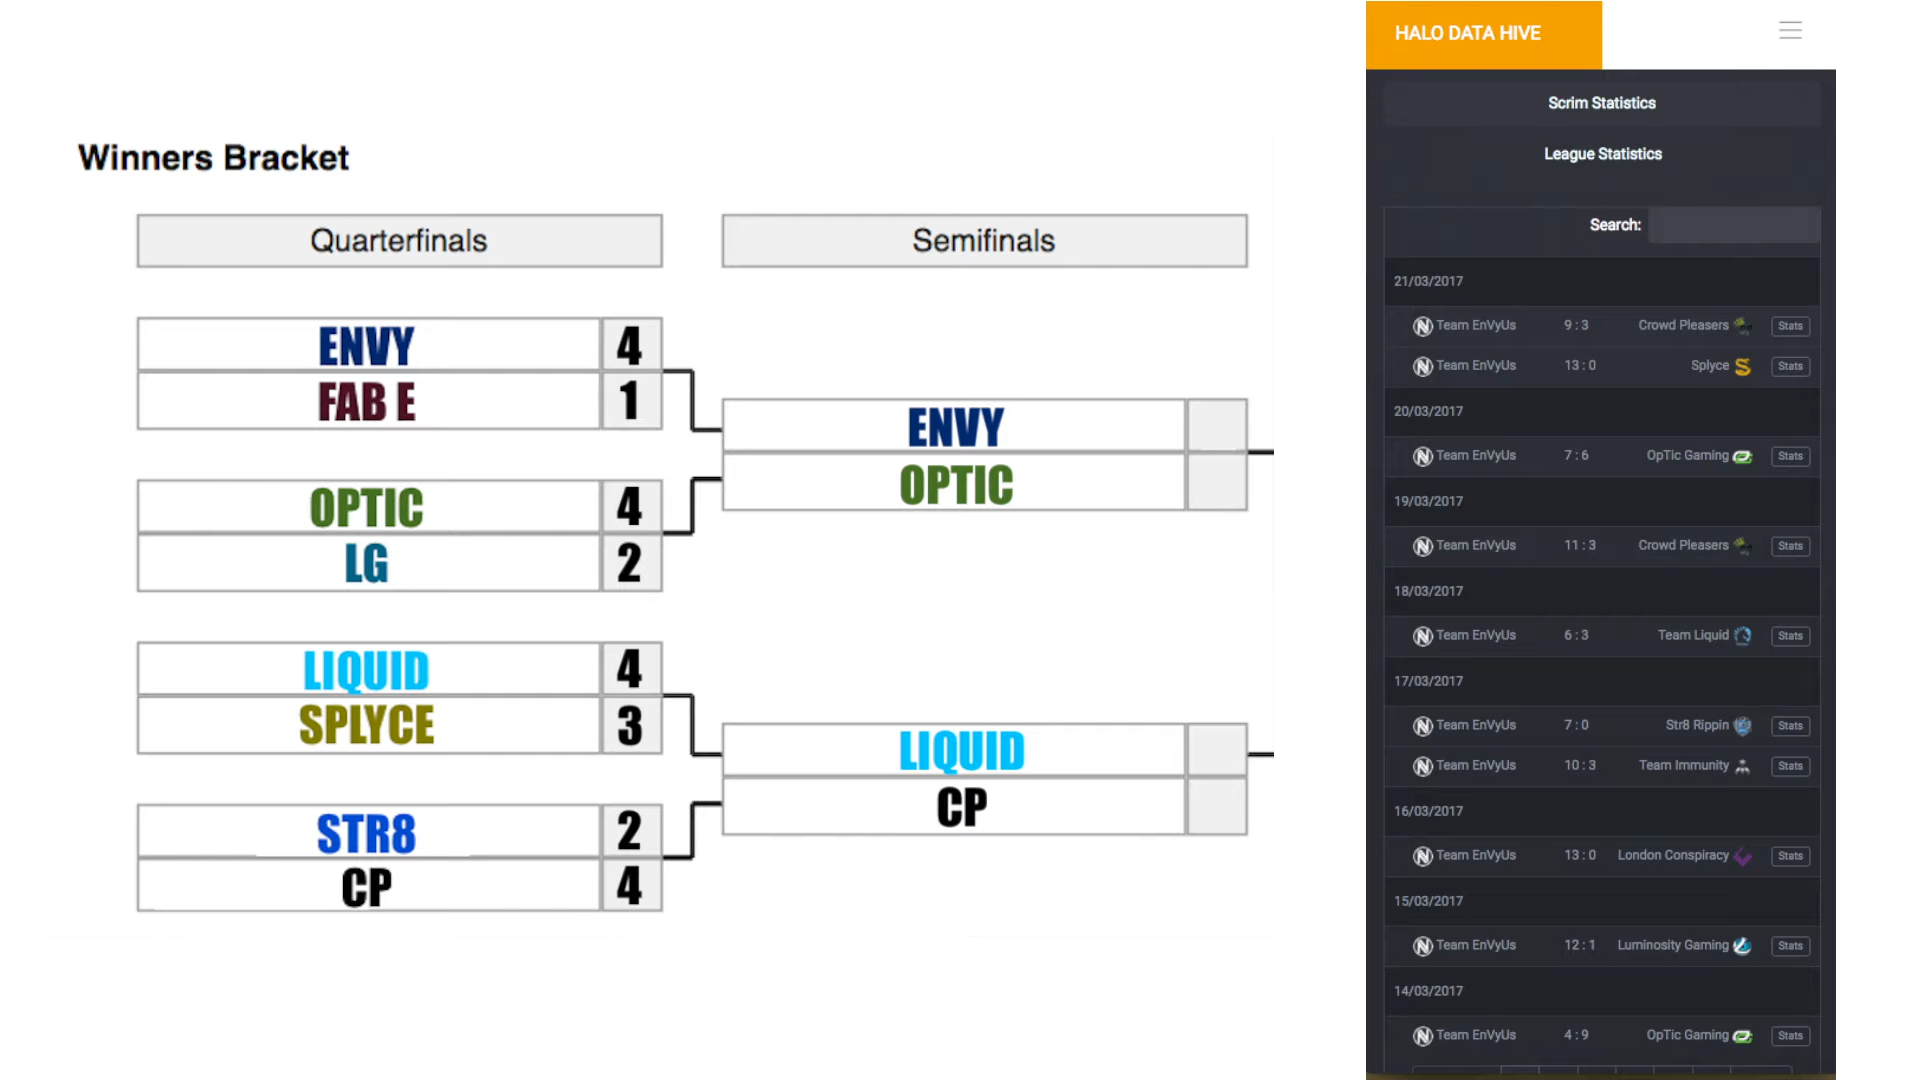 Winners Bracket
Quarterfinals
Semifinals
ENVY 4
FAB E 1
OPTIC 4
LG 2
LIQUID 4
SPLYCE 3
STR8 2
CP 4
ENVY
OPTIC
LIQUID
CP
HALO DATA HIVE
Scrim Statistics
League Statistics
Search:
21/03/2017
Team EnVyUs 9 : 3 Crowd Pleasers Stats
Team EnVyUs 13 : 0 Splyce Stats
20/03/2017
Team EnVyUs 7 : 6 OpTic Gaming Stats
19/03/2017
Team EnVyUs 11 : 3 Crowd Pleasers Stats
18/03/2017
Team EnVyUs 6 : 3 Team Liquid Stats
17/03/2017
Team EnVyUs 7 : 0 Str8 Rippin Stats
Team EnVyUs 10 : 3 Team Immunity Stats
16/03/2017
Team EnVyUs 13 : 0 London Conspiracy Stats
15/03/2017
Team EnVyUs 12 : 1 Luminosity Gaming Stats
14/03/2017
Team EnVyUs 4 : 9 OpTic Gaming Stats